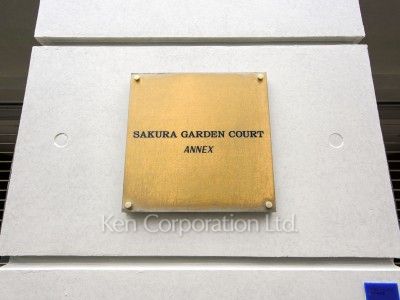 SAKURA GARDEN COURT
ANNEX
Ken Corporation Ltd.